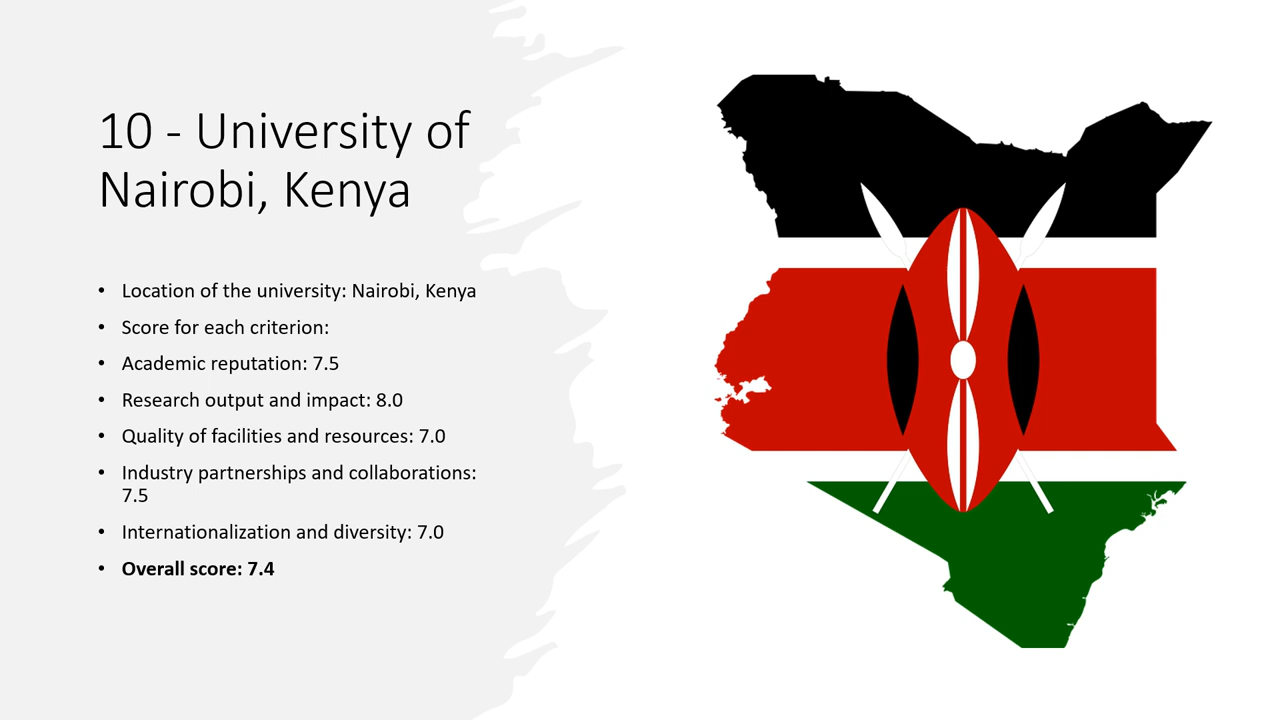 10 - University of
Nairobi, Kenya
• Location of the university: Nairobi, Kenya
• Score for each criterion:
• Academic reputation: 7.5
• Research output and impact: 8.0
• Quality of facilities and resources: 7.0
• Industry partnerships and collaborations:
7.5
• Internationalization and diversity: 7.0
• Overall score: 7.4